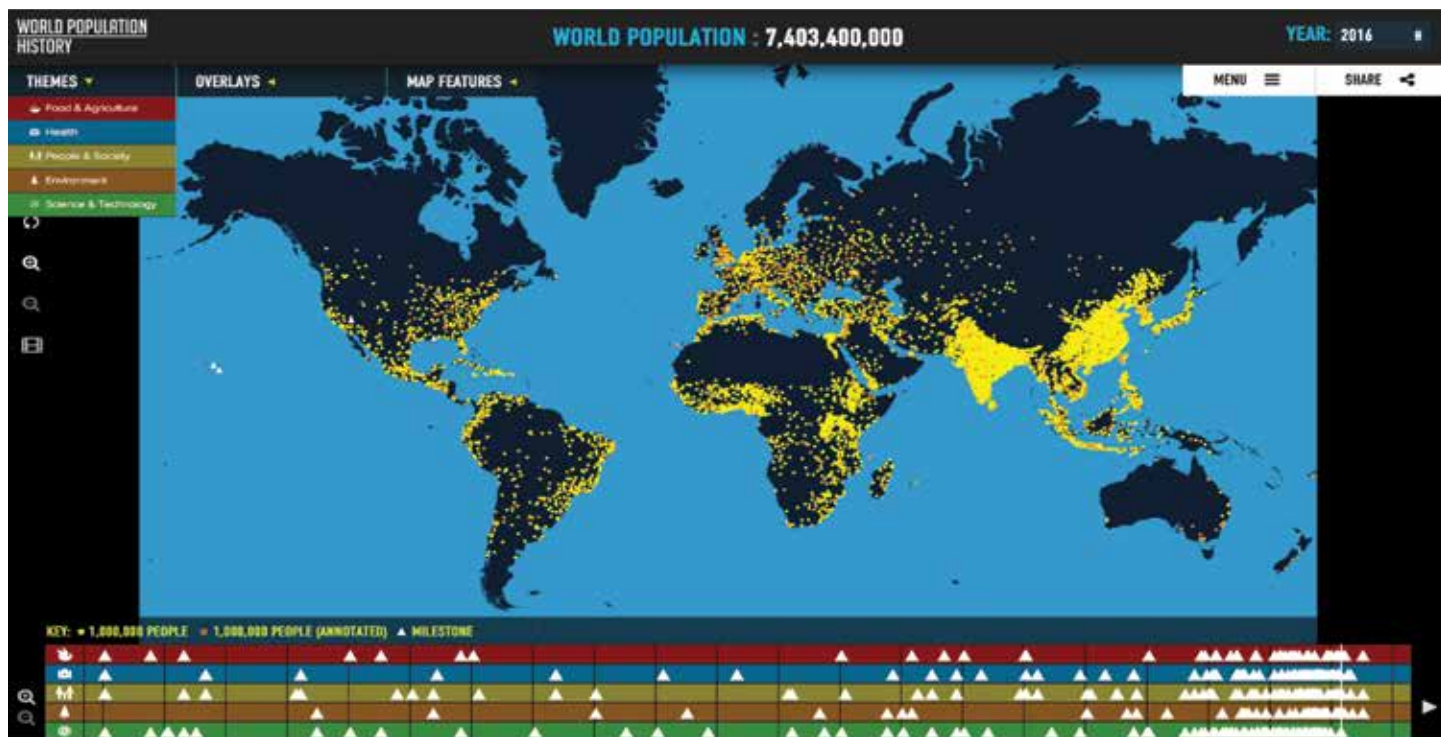 WORLD POPULATION
HISTORY
WORLD POPULATION : 7,403,400,000
YEAR: 2016
THEMES
OVERLAYS
MAP FEATURES
MENU
SHARE
Food & Agriculture
Health
People & Society
Environment
Science & Technology
KEY: 1,000,000 PEOPLE 1,000,000 PEOPLE (ANNOTATED) MILESTONE